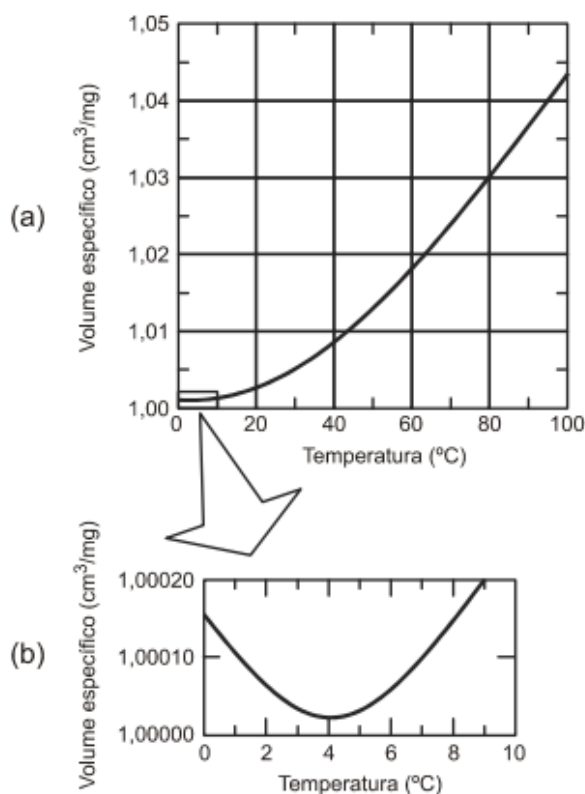 (a)
Volume específico (cm³/mg)
1,05
1,04
1,03
1,02
1,01
1,00
0 20 40 60 80 100
Temperatura (ºC)
(b)
Volume específico (cm³/mg)
1,00020
1,00010
1,00000
0 2 4 6 8 10
Temperatura (ºC)